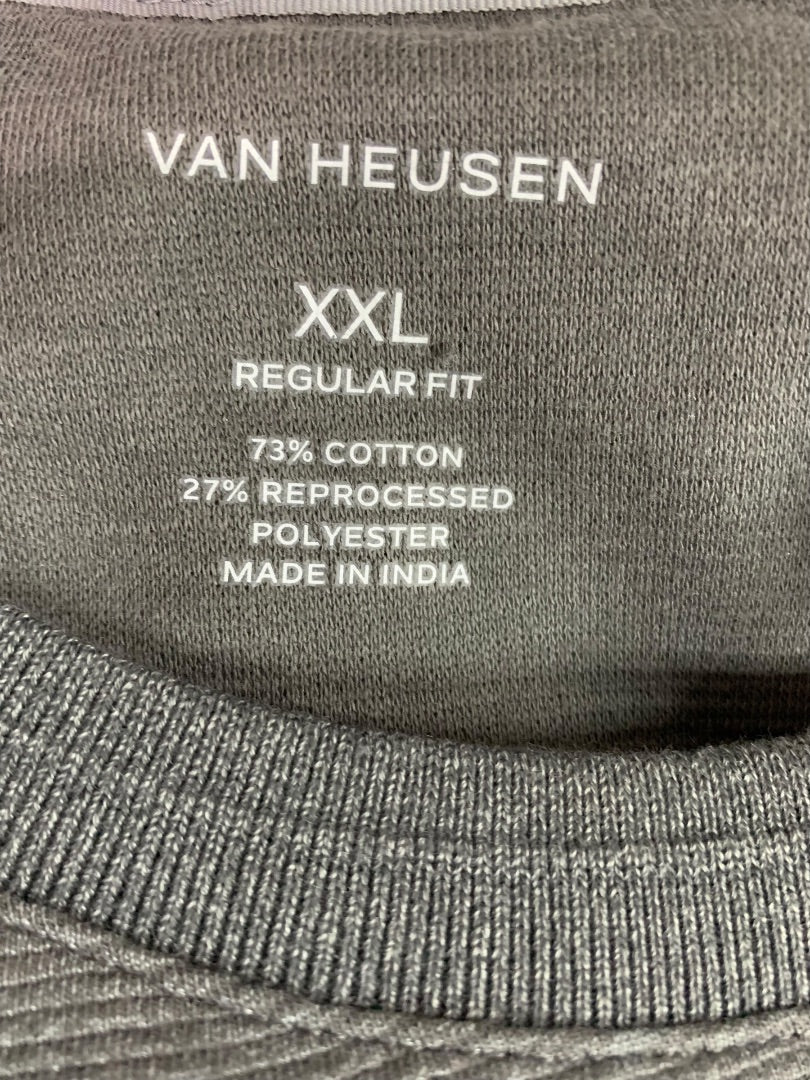 VAN HEUSEN
XXL
REGULAR FIT
73% COTTON
27% REPROCESSED
POLYESTER
MADE IN INDIA